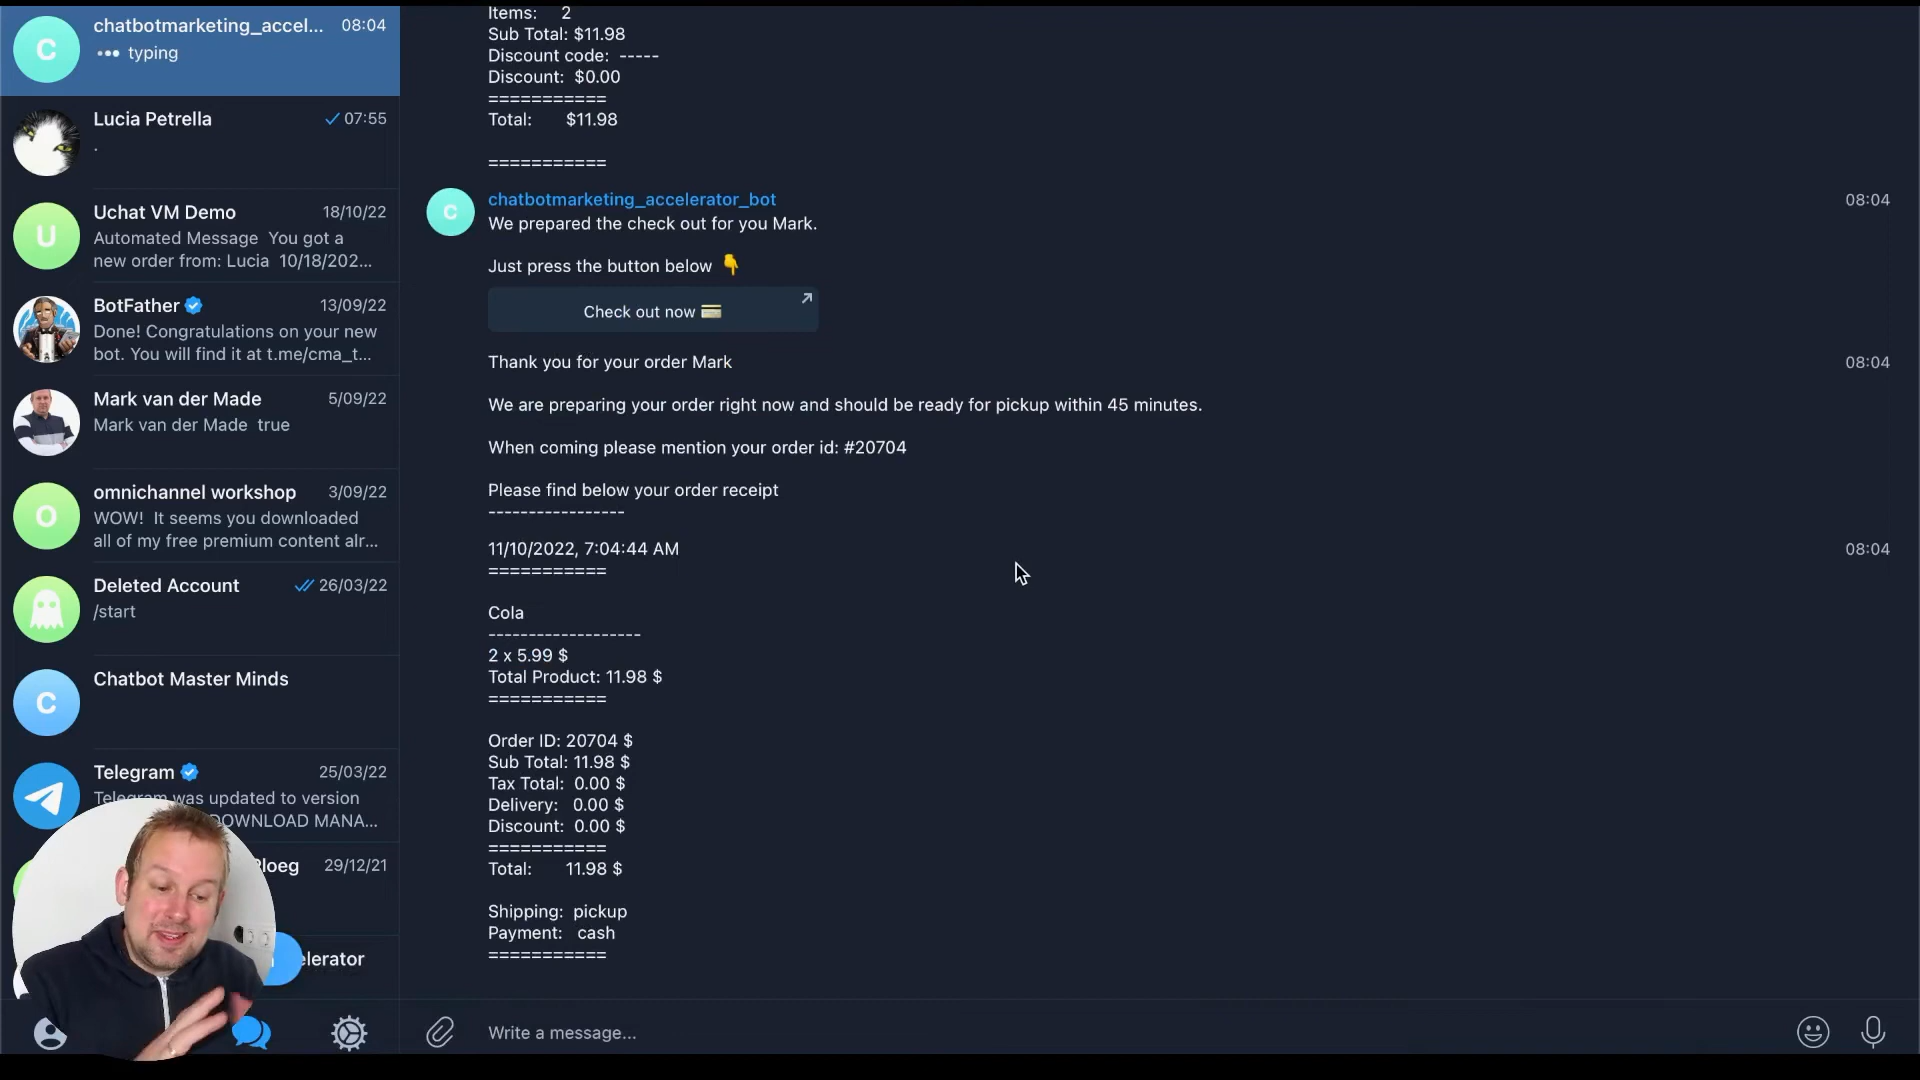 chatbotmarketing_accel... 08:04
••• typing
Lucia Petrella 07:55
.
Uchat VM Demo 18/10/22
Automated Message You got a
new order from: Lucia 10/18/202...
BotFather 13/09/22
Done! Congratulations on your new
bot. You will find it at t.me/cma_t...
Mark van der Made 5/09/22
Mark van der Made true
omnichannel workshop 3/09/22
WOW! It seems you downloaded
all of my free premium content alr...
Deleted Account 26/03/22
/start
Chatbot Master Minds
Telegram 25/03/22
Telegram was updated to version
DOWNLOAD MANA...
Ploeg 29/12/21
elerator
C
U
O
C
Items: 2
Sub Total: $11.98
Discount code: -----
Discount: $0.00
===========
Total: $11.98
===========
C
chatbotmarketing_accelerator_bot 08:04
We prepared the check out for you Mark.
Just press the button below 👇
Check out now 💳
Thank you for your order Mark 08:04
We are preparing your order right now and should be ready for pickup within 45 minutes.
When coming please mention your order id: #20704
Please find below your order receipt
-----------------
11/10/2022, 7:04:44 AM 08:04
===========
Cola
-------------------
2 x 5.99 $
Total Product: 11.98 $
===========
Order ID: 20704 $
Sub Total: 11.98 $
Tax Total: 0.00 $
Delivery: 0.00 $
Discount: 0.00 $
===========
Total: 11.98 $
Shipping: pickup
Payment: cash
===========
Write a message...